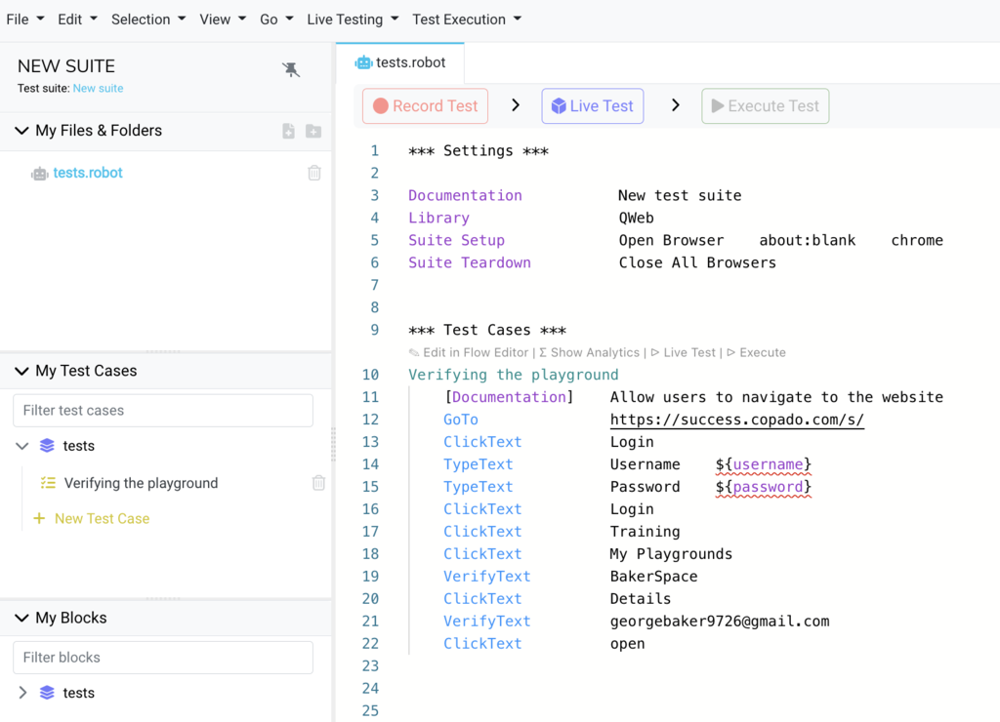 File Edit Selection View Go Live Testing Test Execution
NEW SUITE
Test suite: New suite
My Files & Folders
tests.robot
My Test Cases
Filter test cases
tests
Verifying the playground
+ New Test Case
My Blocks
Filter blocks
tests
tests.robot
Record Test > Live Test > Execute Test
1 *** Settings ***
2
3 Documentation New test suite
4 Library QWeb
5 Suite Setup Open Browser about:blank chrome
6 Suite Teardown Close All Browsers
7
8
9 *** Test Cases ***
Edit in Flow Editor | Σ Show Analytics | ▷ Live Test | ▷ Execute
10 Verifying the playground
11 [Documentation] Allow users to navigate to the website
12 GoTo https://success.copado.com/s/
13 ClickText Login
14 TypeText Username ${username}
15 TypeText Password ${password}
16 ClickText Login
17 ClickText Training
18 ClickText My Playgrounds
19 VerifyText BakerSpace
20 ClickText Details
21 VerifyText georgebaker9726@gmail.com
22 ClickText open
23
24
25